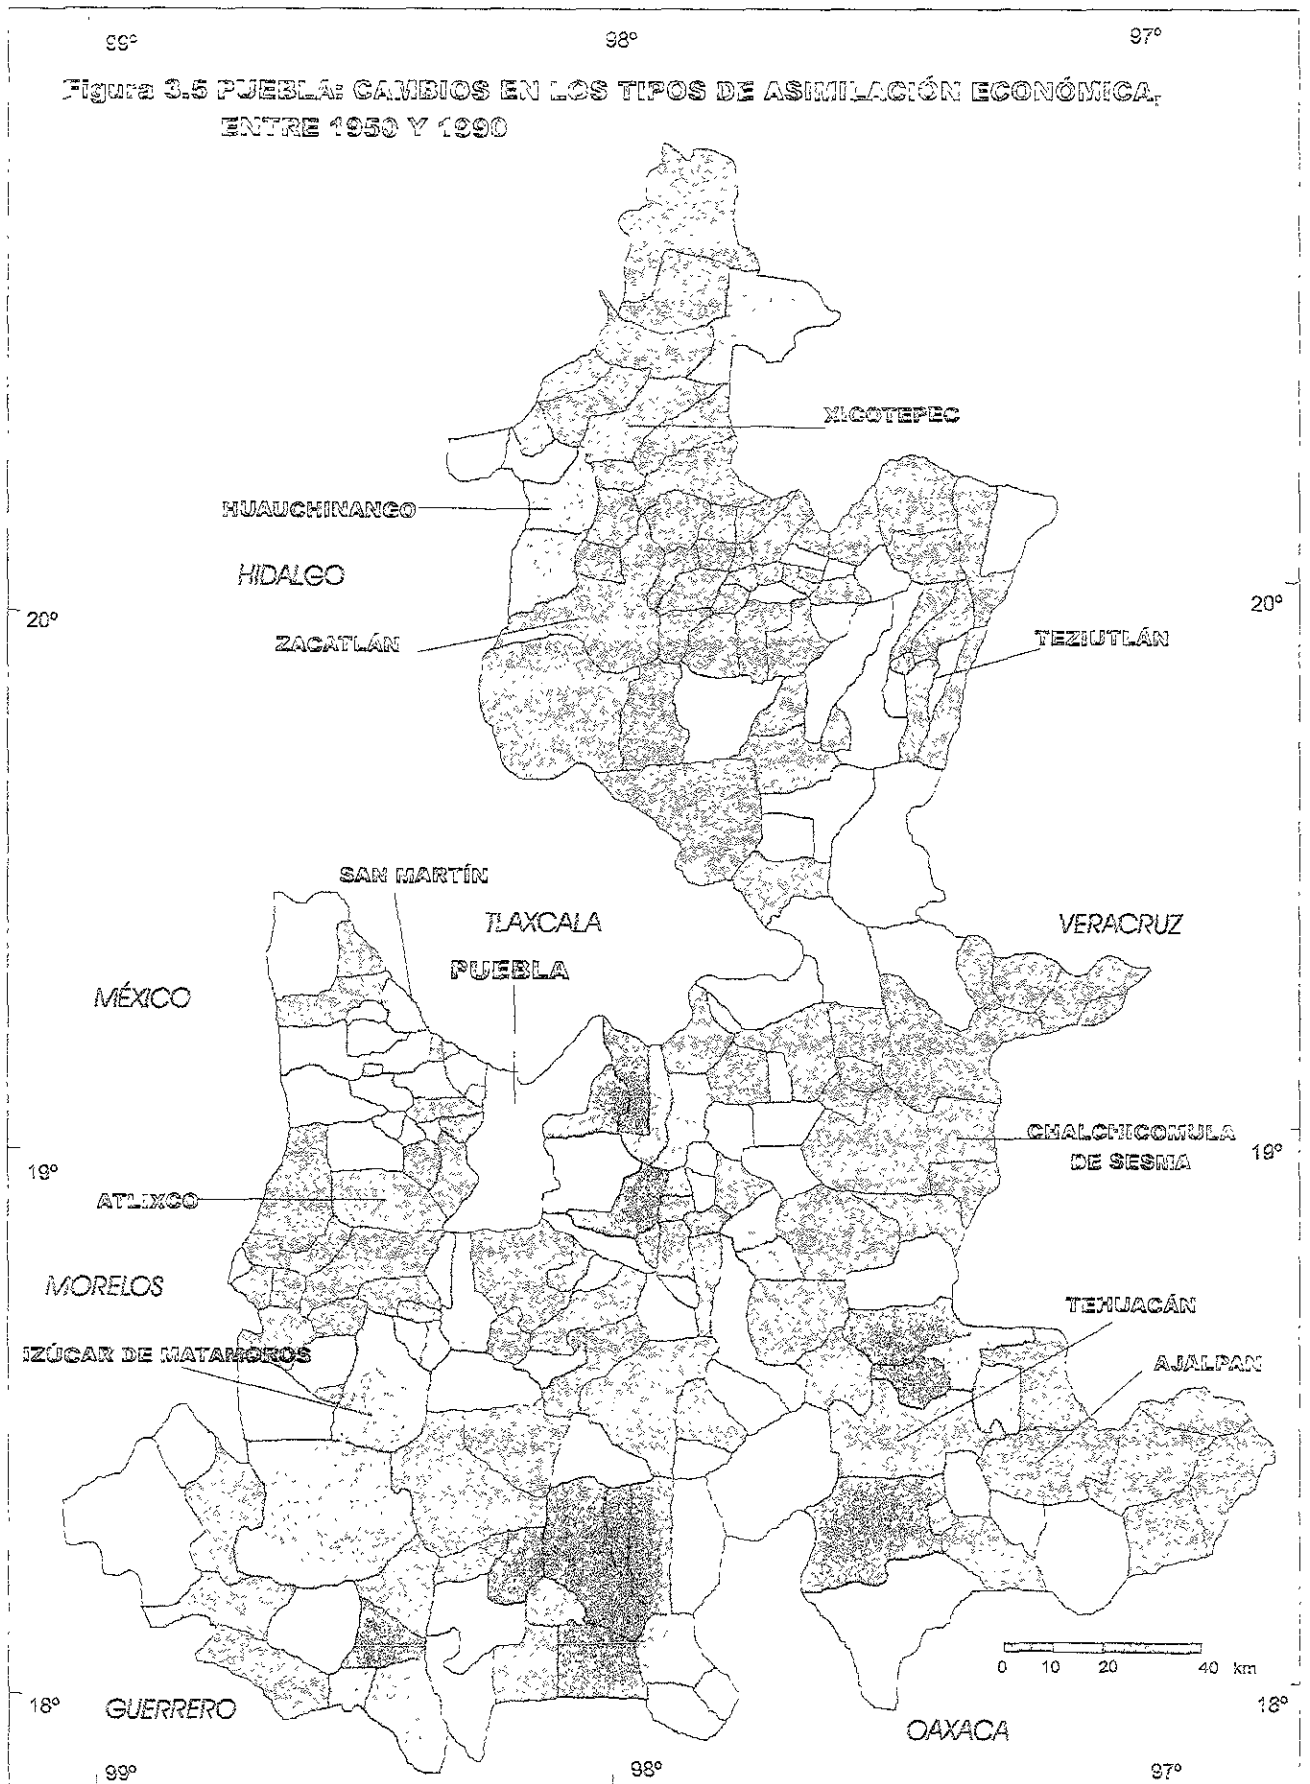 99° 98° 97°
Figura 3.5 PUEBLA: CAMBIOS EN LOS TIPOS DE ASIMILACIÓN ECONÓMICA,
ENTRE 1950 Y 1990
XICOTEPEC
HUAUCHINANGO
HIDALGO
20° 20°
ZACATLÁN
TEZIUTLÁN
SAN MARTÍN
TLAXCALA
VERACRUZ
PUEBLA
MÉXICO
CHALCHICOMULA
DE SESMA
19° 19°
ATLIXCO
MORELOS
TEHUACÁN
IZÚCAR DE MATAMOROS
AJALPAN
0 10 20 40 km
18° 18°
GUERRERO
OAXACA
99° 98° 97°